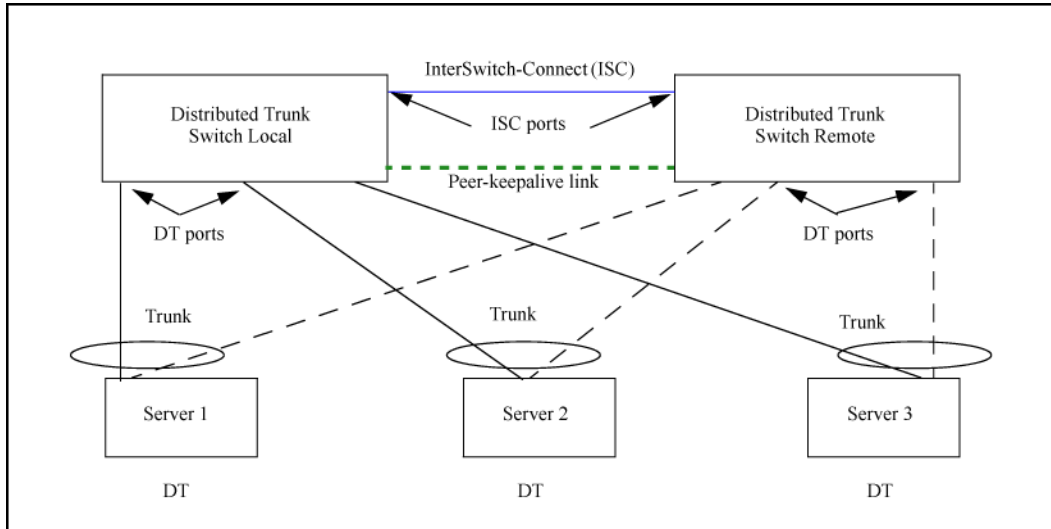 InterSwitch-Connect (ISC)
Distributed Trunk
Switch Local
ISC ports
Distributed Trunk
Switch Remote
Peer-keepalive link
DT ports
DT ports
Trunk
Trunk
Trunk
Server 1
Server 2
Server 3
DT
DT
DT